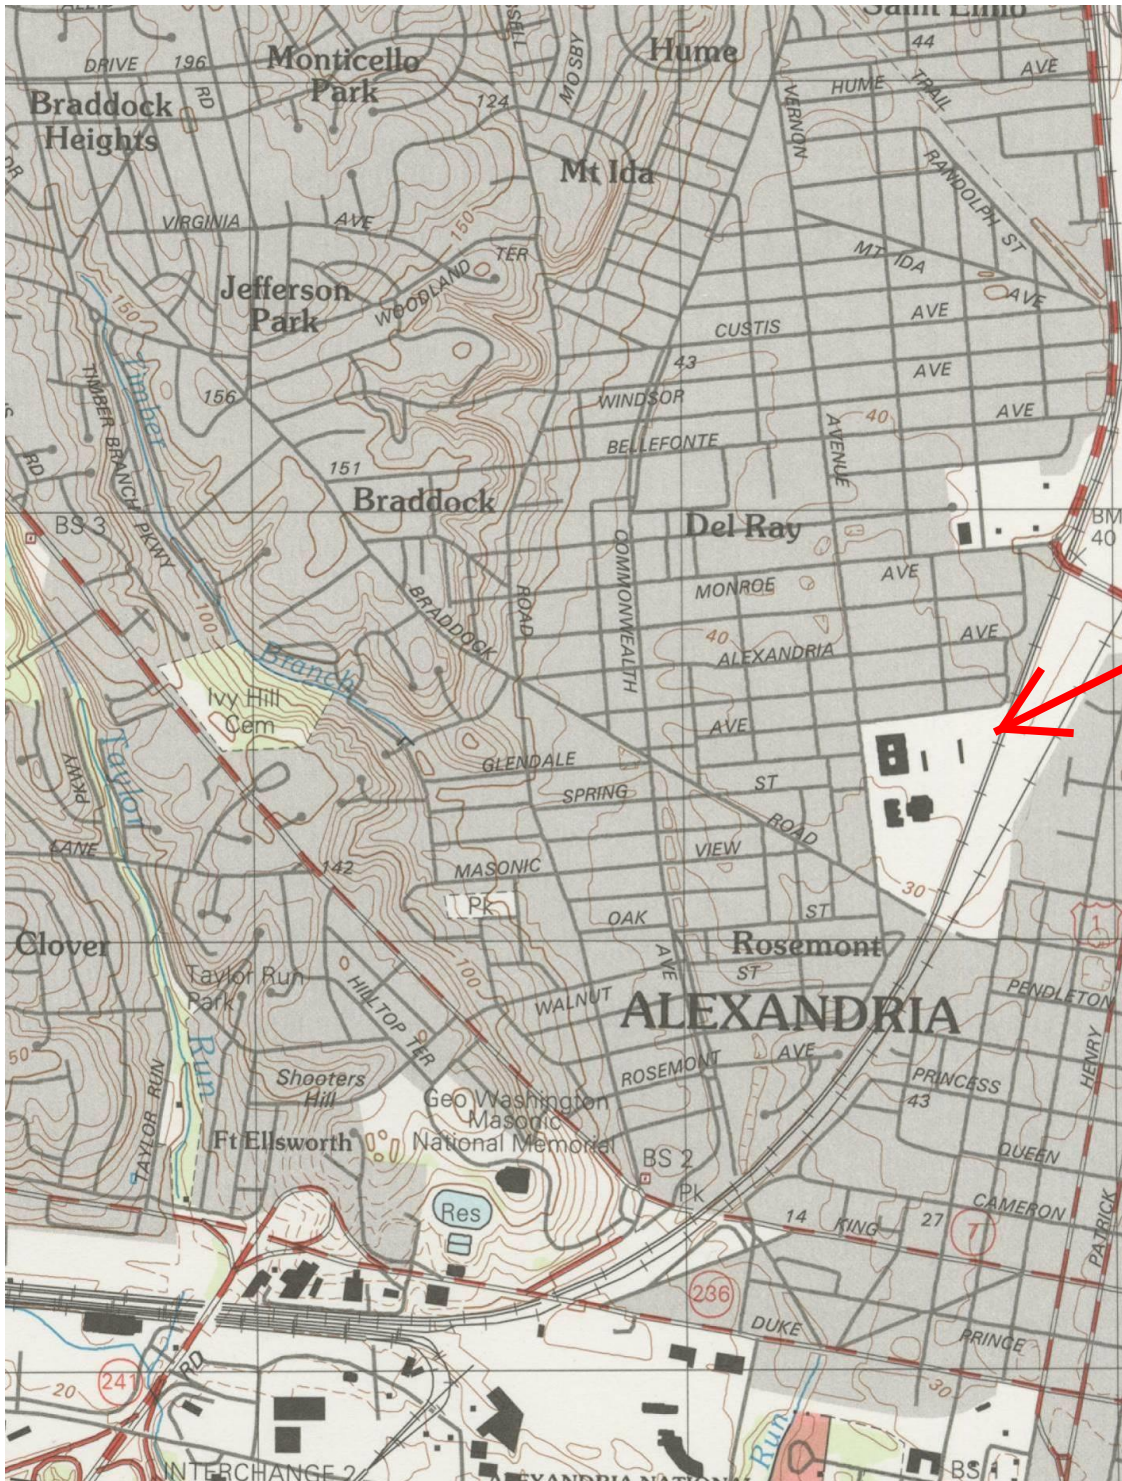 Saint Elmo
44
DRIVE
196
Monticello
Park
Hume
AVE
RD
MOSBY
124
VERNON
HUME
TRAIL
Braddock
Heights
DR
Mt Ida
RANDOLPH ST
VIRGINIA
AVE
150
WOODLAND
TER
MT IDA
AVE
Jefferson
Park
150
CUSTIS
AVE
43
AVE
Timber
TIMBER BRANCH PKWY
156
WINDSOR
40
AVE
BELLEFONTE
AVENUE
RD
151
Braddock
BS 3
Del Ray
BM
40
COMMONWEALTH
MONROE
AVE
ROAD
BRADDOCK
100
40
ALEXANDRIA
AVE
Branch
Ivy Hill
Cem
AVE
Taylor
PKWY
GLENDALE
SPRING
ST
ROAD
LANE
142
MASONIC
VIEW
30
Pk
OAK
ST
1
Clover
Rosemont
AVE
ST
Taylor Run
Park
100
HILLTOP TER
WALNUT
PENDLETON
ALEXANDRIA
50
Run
ROSEMONT
AVE
HENRY
TAYLOR RUN
Shooters
Hill
PRINCESS
43
Geo Washington
Masonic
National Memorial
Ft Ellsworth
QUEEN
BS 2
Pk
Res
14
KING
27
7
CAMERON
PATRICK
236
DUKE
PRINCE
241
RD
20
30
Run
INTERCHANGE 2
ALEXANDRIA NATIONAL
BS 1